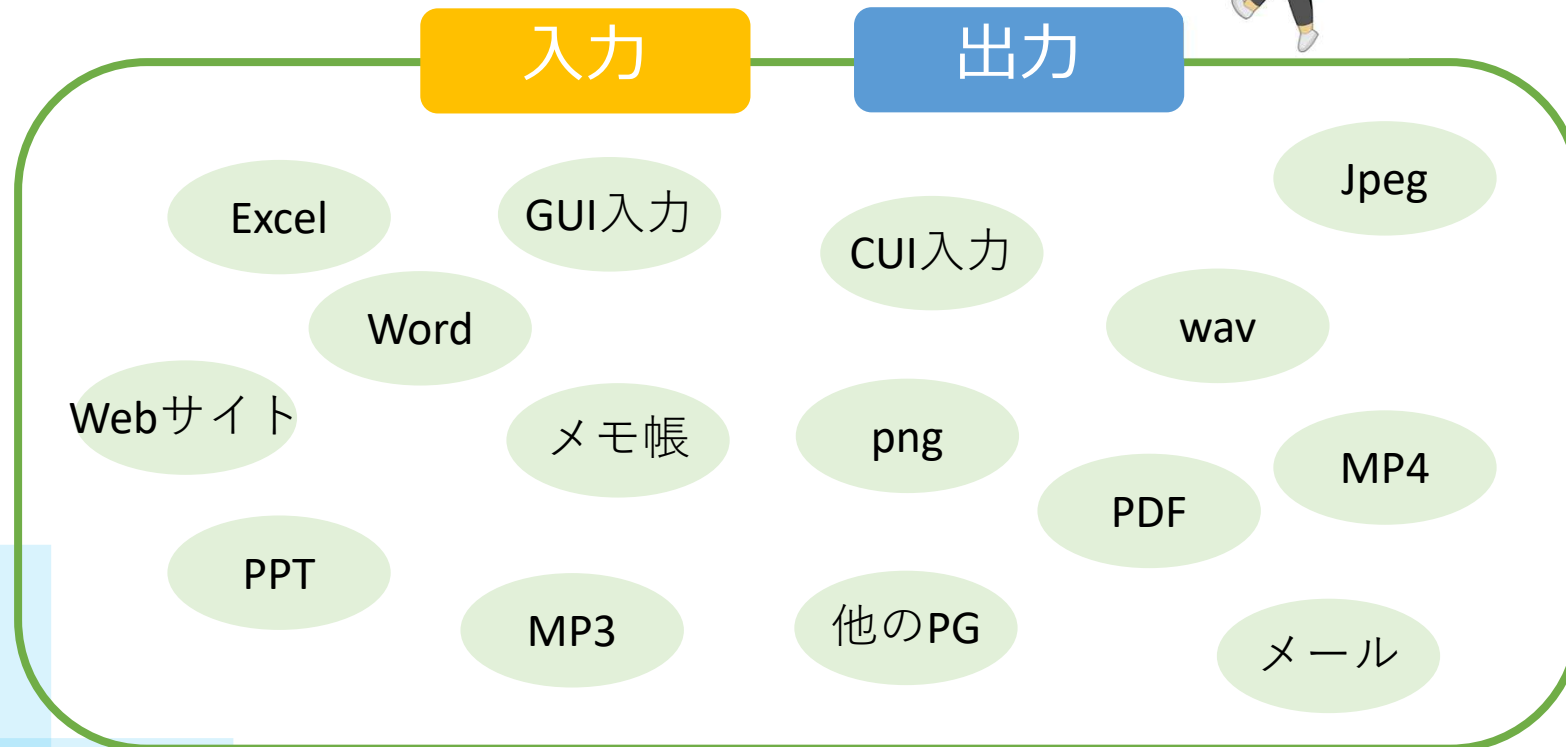 入力
出力
Jpeg
Excel
GUI入力
CUI入力
Word
wav
Webサイト
メモ帳
png
MP4
PDF
PPT
MP3
他のPG
メール